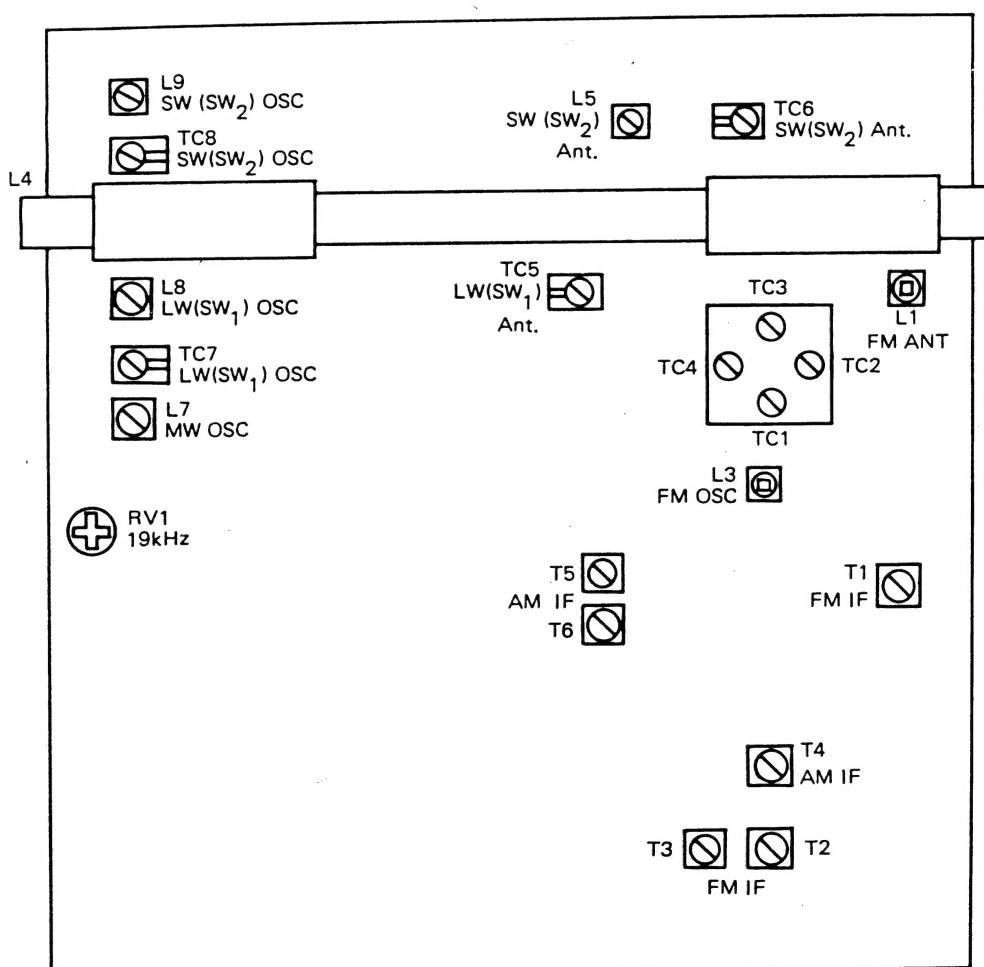 L9
SW (SW2) OSC
TC8
SW(SW2) OSC
L5
SW (SW2)
Ant.
TC6
SW(SW2) Ant.
L4
L8
LW(SW1) OSC
TC7
LW(SW1) OSC
L7
MW OSC
TC5
LW(SW1)
Ant.
TC3
TC4
TC2
TC1
L1
FM ANT
L3
FM OSC
RV1
19kHz
T5
AM IF
T6
T1
FM IF
T4
AM IF
T3
T2
FM IF